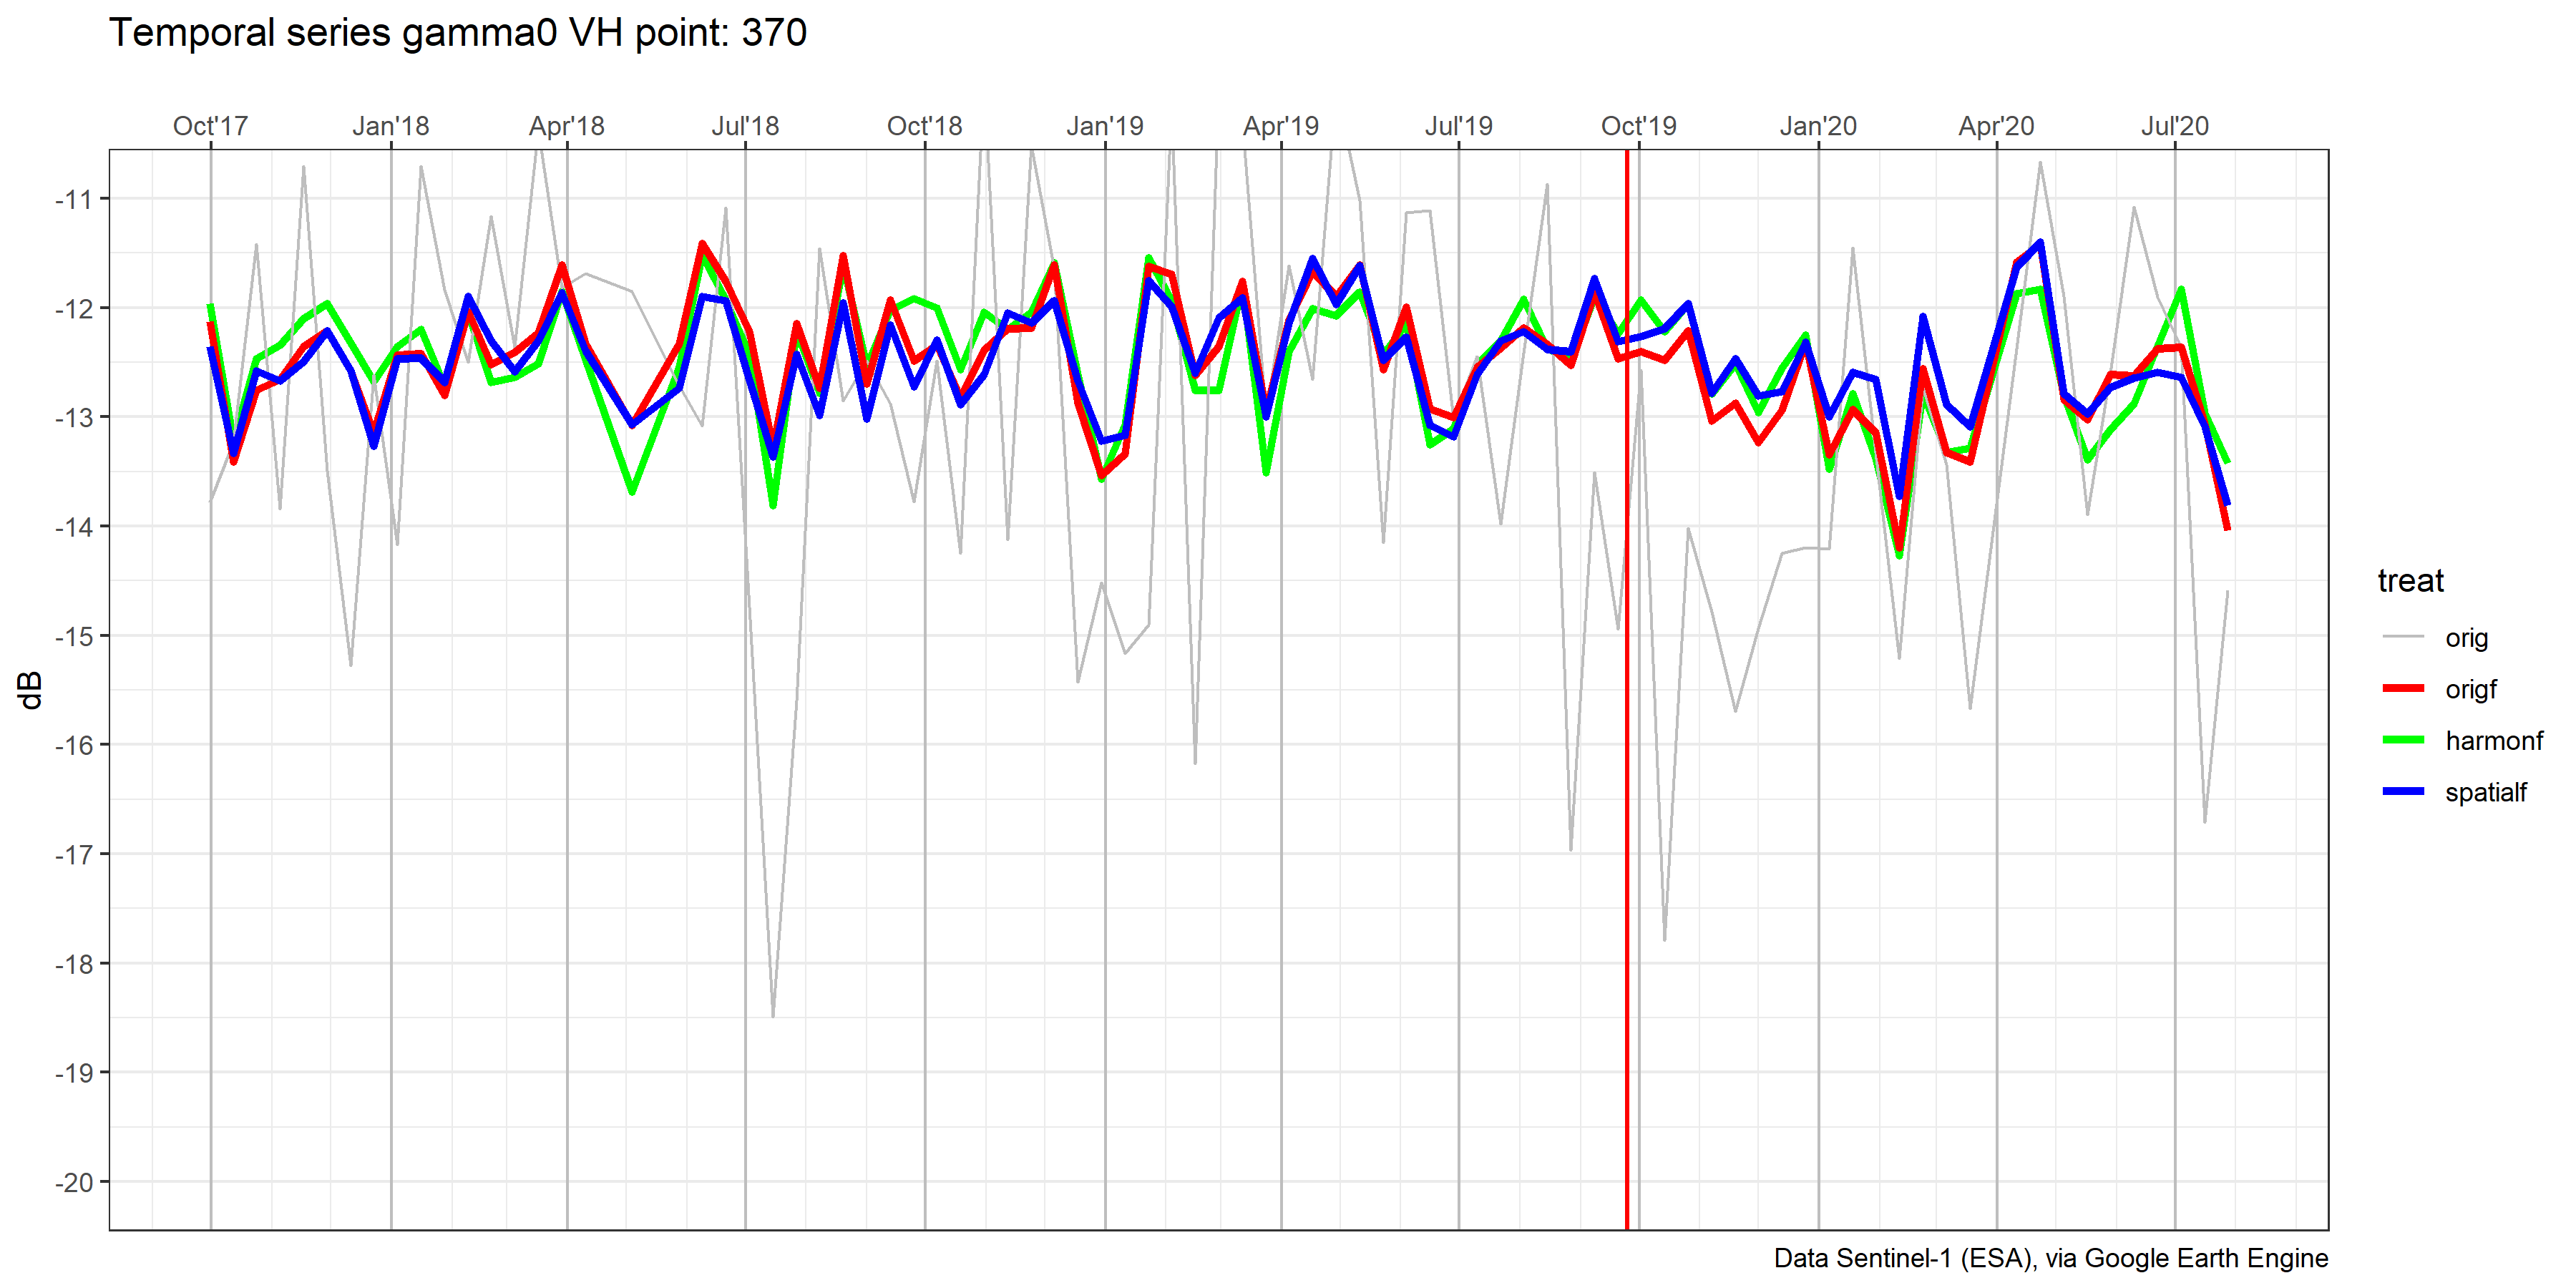 Temporal series gamma0 VH point: 370
Oct'17 Jan'18 Apr'18 Jul'18 Oct'18 Jan'19 Apr'19 Jul'19 Oct'19 Jan'20 Apr'20 Jul'20
-11
-12
-13
-14
-15
-16
-17
-18
-19
-20
dB
treat
orig
origf
harmonf
spatialf
Data Sentinel-1 (ESA), via Google Earth Engine